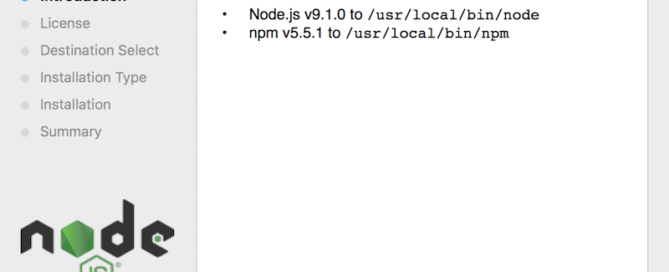 Introduction
License
Destination Select
Installation Type
Installation
Summary
• Node.js v9.1.0 to /usr/local/bin/node
• npm v5.5.1 to /usr/local/bin/npm
node
JS®